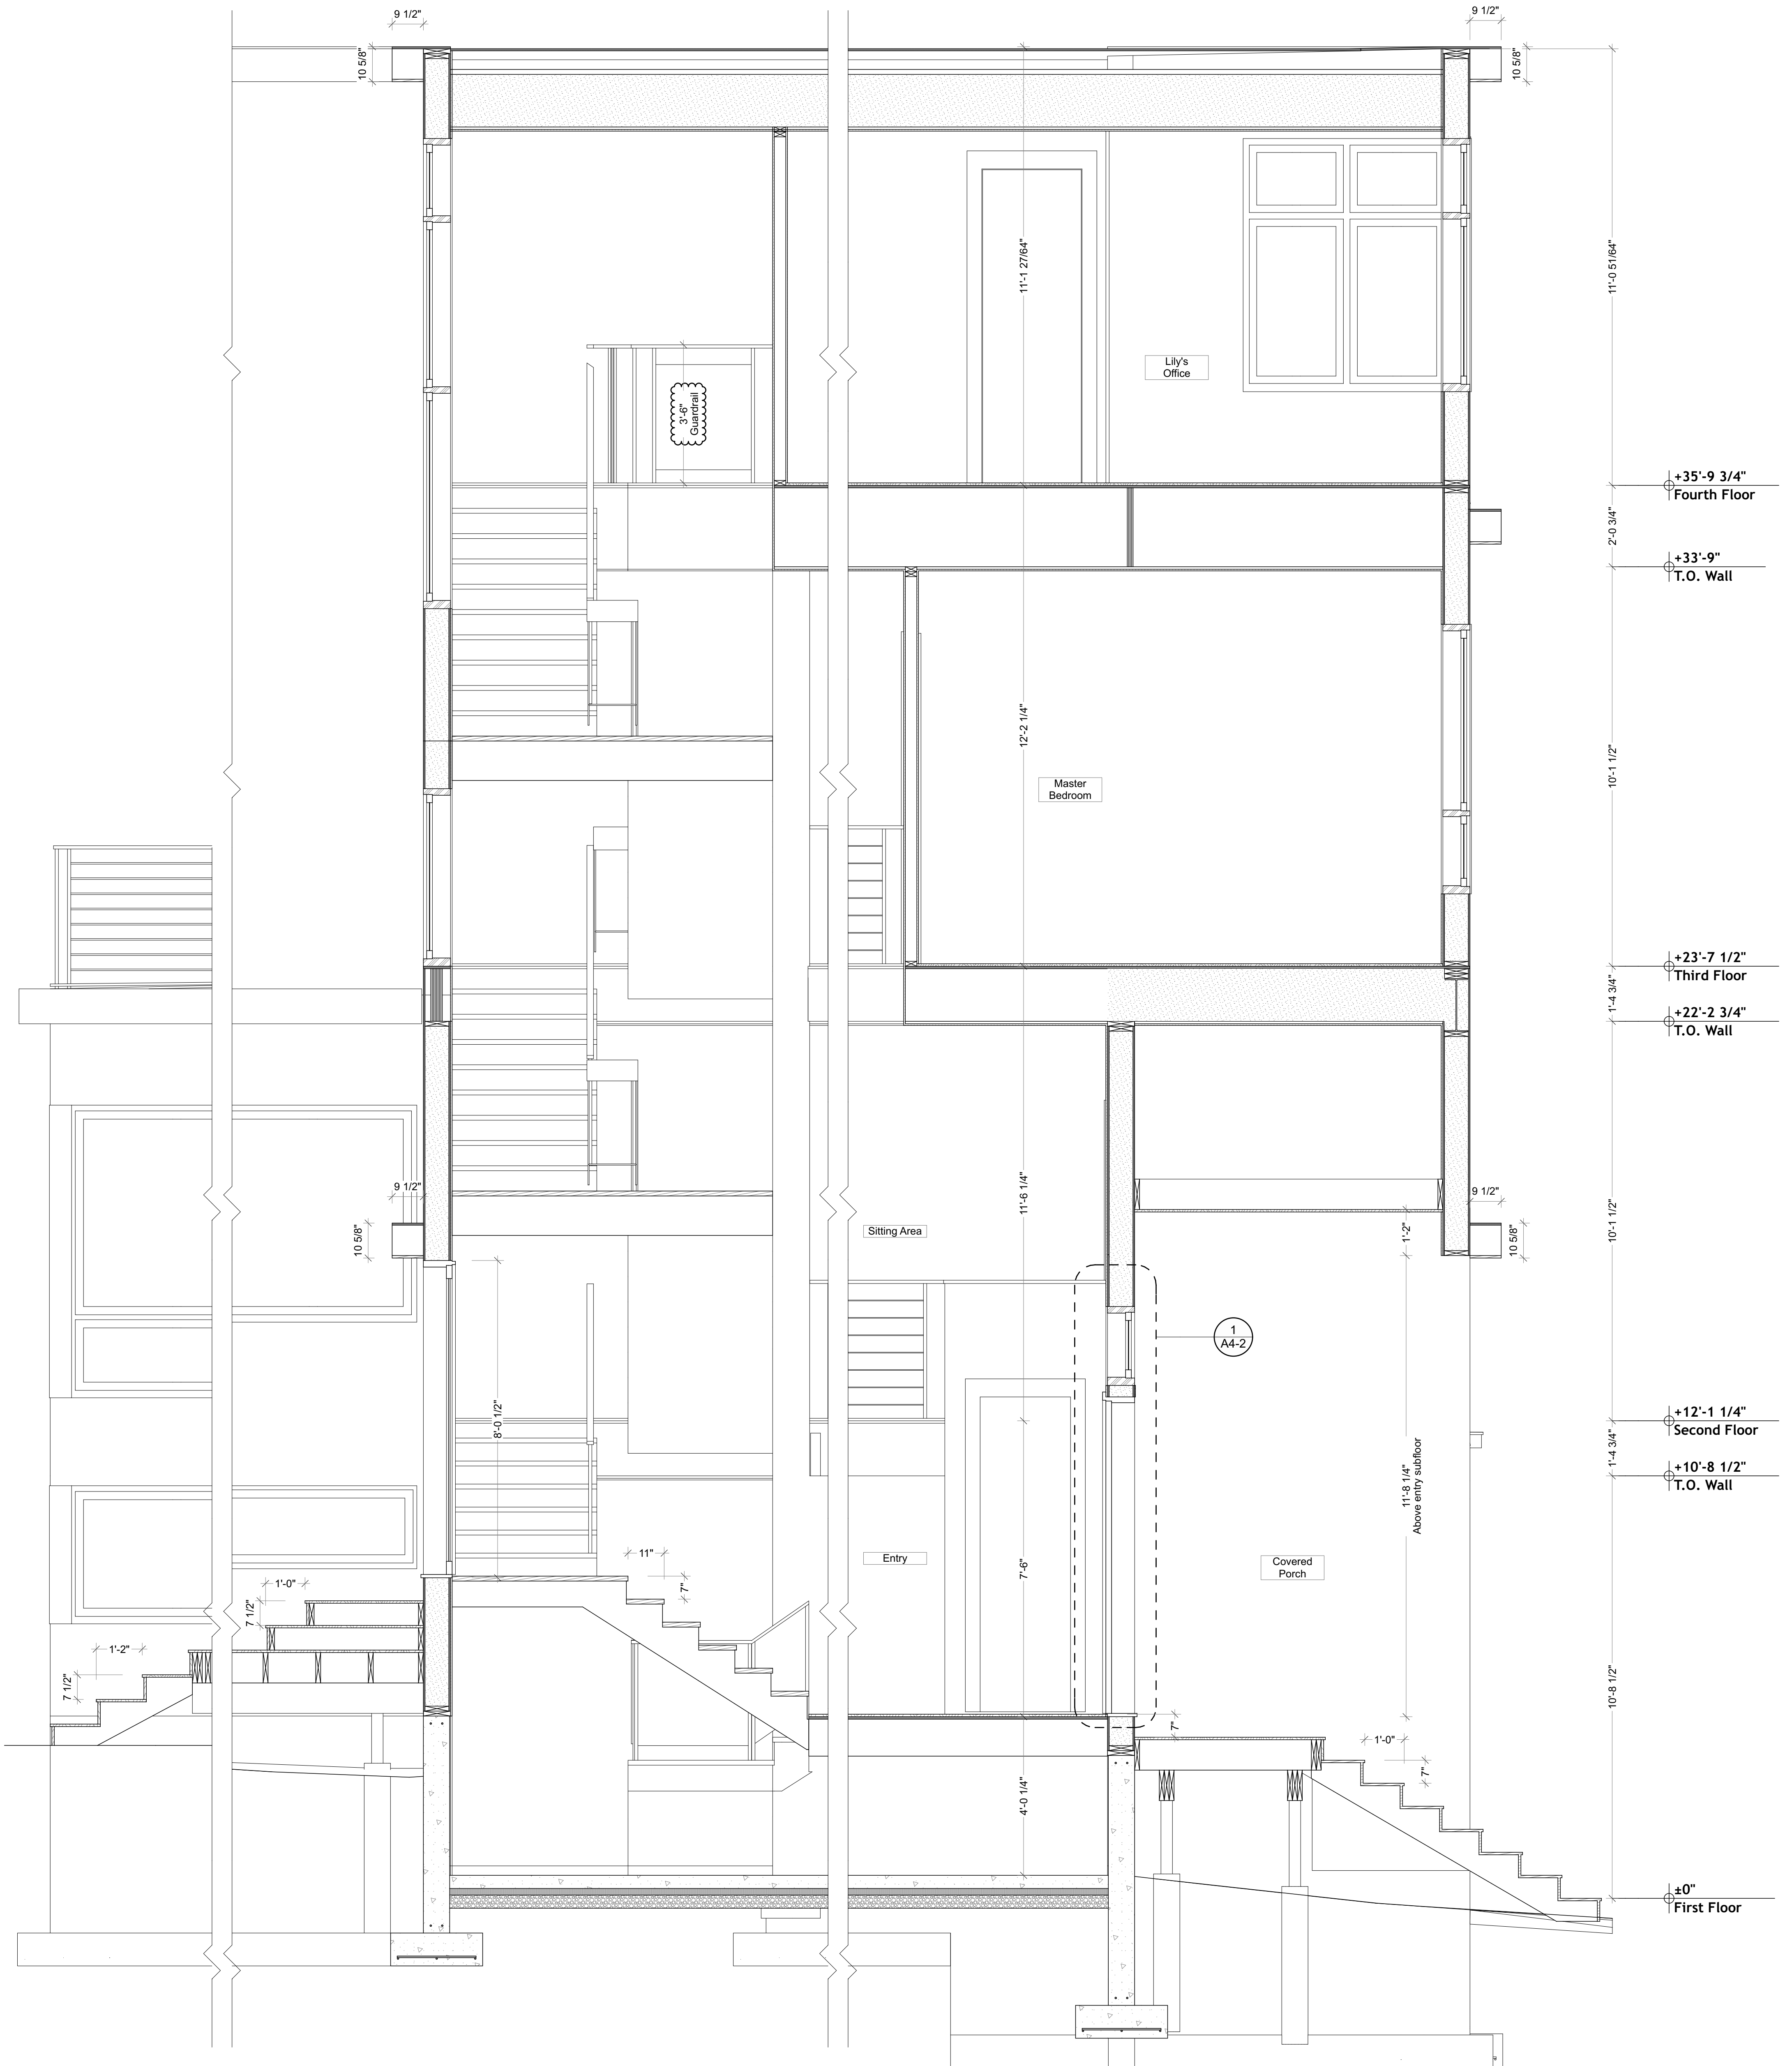 9 1/2"
9 1/2"
10 5/8"
10 5/8"
11'-1 27/64"
11'-0 51/64"
Lily's
Office
3'-6"
Guardrail
+35'-9 3/4"
Fourth Floor
2'-0 3/4"
+33'-9"
T.O. Wall
12'-2 1/4"
10'-1 1/2"
Master
Bedroom
+23'-7 1/2"
Third Floor
1'-4 3/4"
+22'-2 3/4"
T.O. Wall
9 1/2"
9 1/2"
11'-6 1/4"
10'-1 1/2"
Sitting Area
1'-2"
10 5/8"
10 5/8"
1
A4-2
8'-0 1/2"
+12'-1 1/4"
Second Floor
1'-4 3/4"
+10'-8 1/2"
T.O. Wall
11'-8 1/4"
Above entry subfloor
11"
Entry
7'-6"
Covered
Porch
1'-0"
7"
7 1/2"
1'-2"
7 1/2"
10'-8 1/2"
7"
1'-0"
7"
4'-0 1/4"
±0"
First Floor